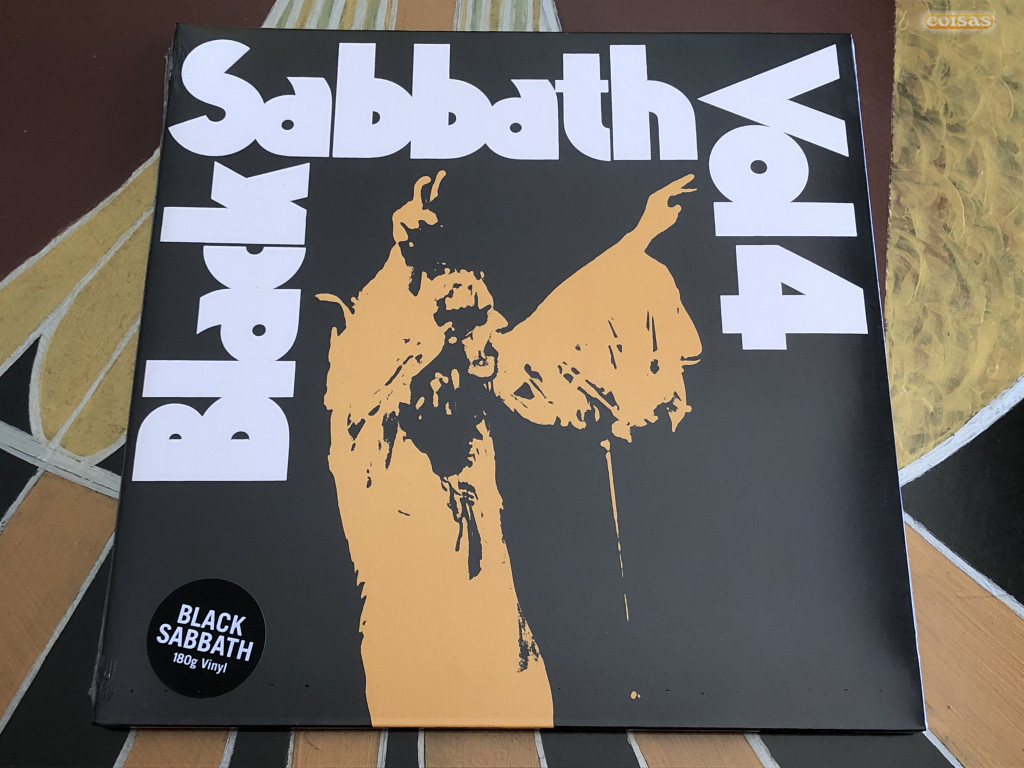 Black
Sabbath
Vol 4
BLACK
SABBATH
180g Vinyl
coisas